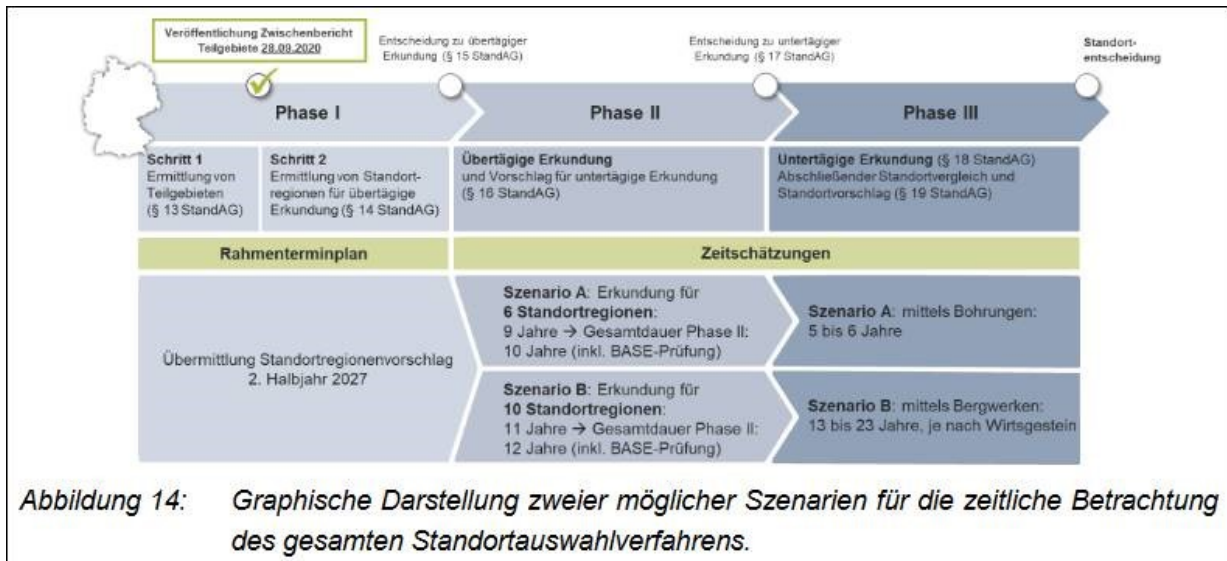 Veröffentlichung Zwischenbericht
Teilgebiete 28.09.2020
Entscheidung zu übertägiger
Erkundung (§ 15 StandAG)
Entscheidung zu untertägiger
Erkundung (§ 17 StandAG)
Standort-
entscheidung
Phase I
Phase II
Phase III
Schritt 1
Ermittlung von
Teilgebieten
(§ 13 StandAG)
Schritt 2
Ermittlung von Standort-
regionen für übertägige
Erkundung (§ 14 StandAG)
Übertägige Erkundung
und Vorschlag für untertägige Erkundung
(§ 16 StandAG)
Untertägige Erkundung (§ 18 StandAG)
Abschließender Standortvergleich und
Standortvorschlag (§ 19 StandAG)
Rahmenterminplan
Zeitschätzungen
Übermittlung Standortregionenvorschlag
2. Halbjahr 2027
Szenario A: Erkundung für
6 Standortregionen:
9 Jahre → Gesamtdauer Phase II:
10 Jahre (inkl. BASE-Prüfung)
Szenario A: mittels Bohrungen:
5 bis 6 Jahre
Szenario B: Erkundung für
10 Standortregionen:
11 Jahre → Gesamtdauer Phase II:
12 Jahre (inkl. BASE-Prüfung)
Szenario B: mittels Bergwerken:
13 bis 23 Jahre, je nach Wirtsgestein
Abbildung 14: Graphische Darstellung zweier möglicher Szenarien für die zeitliche Betrachtung
des gesamten Standortauswahlverfahrens.